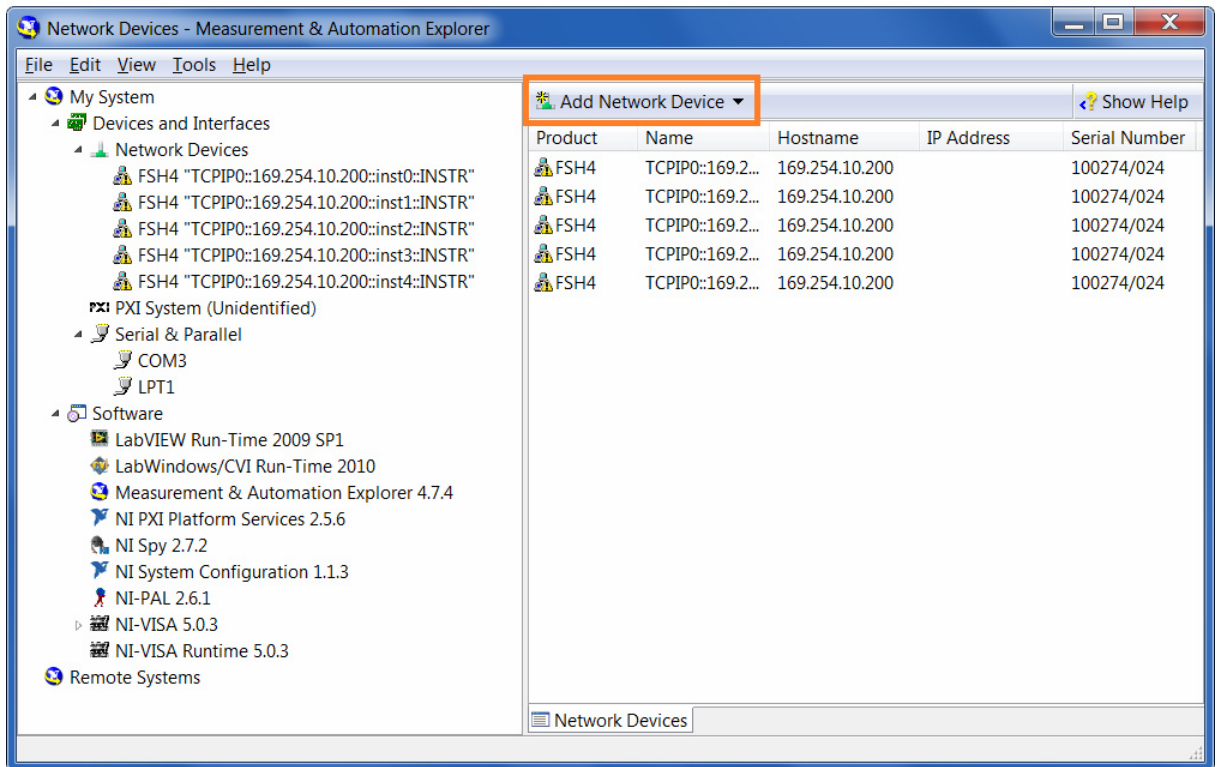 Network Devices - Measurement & Automation Explorer
File Edit View Tools Help
My System
Devices and Interfaces
Network Devices
FSH4 "TCPIP0::169.254.10.200::inst0::INSTR"
FSH4 "TCPIP0::169.254.10.200::inst1::INSTR"
FSH4 "TCPIP0::169.254.10.200::inst2::INSTR"
FSH4 "TCPIP0::169.254.10.200::inst3::INSTR"
FSH4 "TCPIP0::169.254.10.200::inst4::INSTR"
PXI PXI System (Unidentified)
Serial & Parallel
COM3
LPT1
Software
LabVIEW Run-Time 2009 SP1
LabWindows/CVI Run-Time 2010
Measurement & Automation Explorer 4.7.4
NI PXI Platform Services 2.5.6
NI Spy 2.7.2
NI System Configuration 1.1.3
NI-PAL 2.6.1
NI-VISA 5.0.3
NI-VISA Runtime 5.0.3
Remote Systems
Add Network Device Show Help
Product Name Hostname IP Address Serial Number
FSH4 TCPIP0::169.2... 169.254.10.200 100274/024
FSH4 TCPIP0::169.2... 169.254.10.200 100274/024
FSH4 TCPIP0::169.2... 169.254.10.200 100274/024
FSH4 TCPIP0::169.2... 169.254.10.200 100274/024
FSH4 TCPIP0::169.2... 169.254.10.200 100274/024
Network Devices